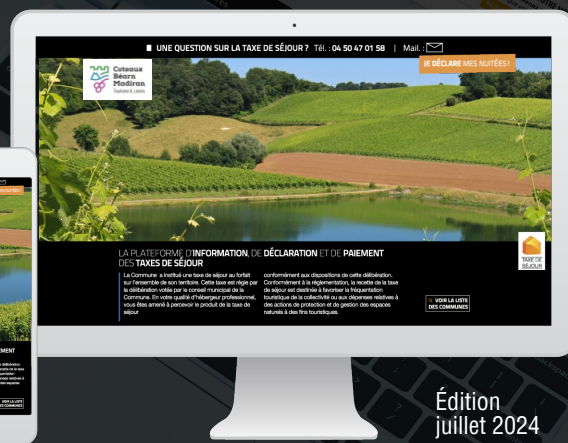 UNE QUESTION SUR LA TAXE DE SÉJOUR ? Tél. : 04 50 47 01 58 | Mail. :
JE DÉCLARE MES NUITÉES !
Coteaux
Béarn
Madiran
Tourisme & Loisirs
LA PLATEFORME D'INFORMATION, DE DÉCLARATION ET DE PAIEMENT
DES TAXES DE SÉJOUR
La Commune a institué une taxe de séjour au forfait
sur l'ensemble de son territoire. Cette taxe est régie par
la délibération votée par le conseil municipal de la
Commune. En votre qualité d'hébergeur professionnel,
vous êtes amené à percevoir le produit de la taxe de
séjour
conformément aux dispositions de cette délibération.
Conformément à la réglementation, la recette de la taxe
de séjour est destinée à favoriser la fréquentation
touristique de la collectivité ou aux dépenses relatives à
des actions de protection et de gestion des espaces
naturels à des fins touristiques.
TAXE DE
SÉJOUR
VOIR LA LISTE
DES COMMUNES
VOIR LA LISTE
DES COMMUNES
Édition
juillet 2024